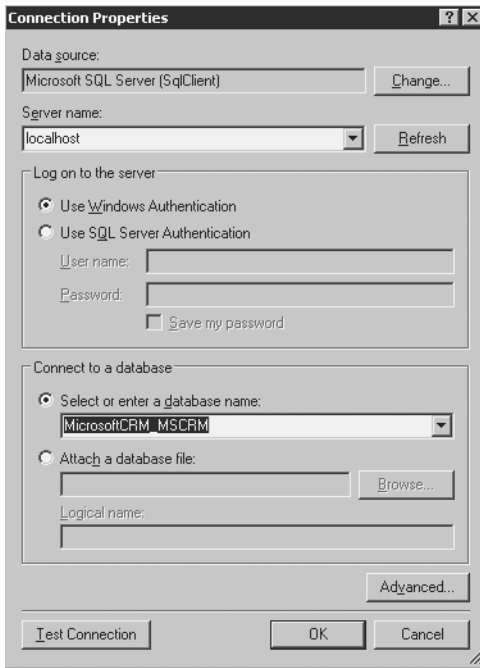 Connection Properties
Data source:
Microsoft SQL Server (SqlClient)
Change...
Server name:
localhost
Refresh
Log on to the server
Use Windows Authentication
Use SQL Server Authentication
User name:
Password:
Save my password
Connect to a database
Select or enter a database name:
MicrosoftCRM_MSCRM
Attach a database file:
Browse...
Logical name:
Advanced...
Test Connection
OK
Cancel